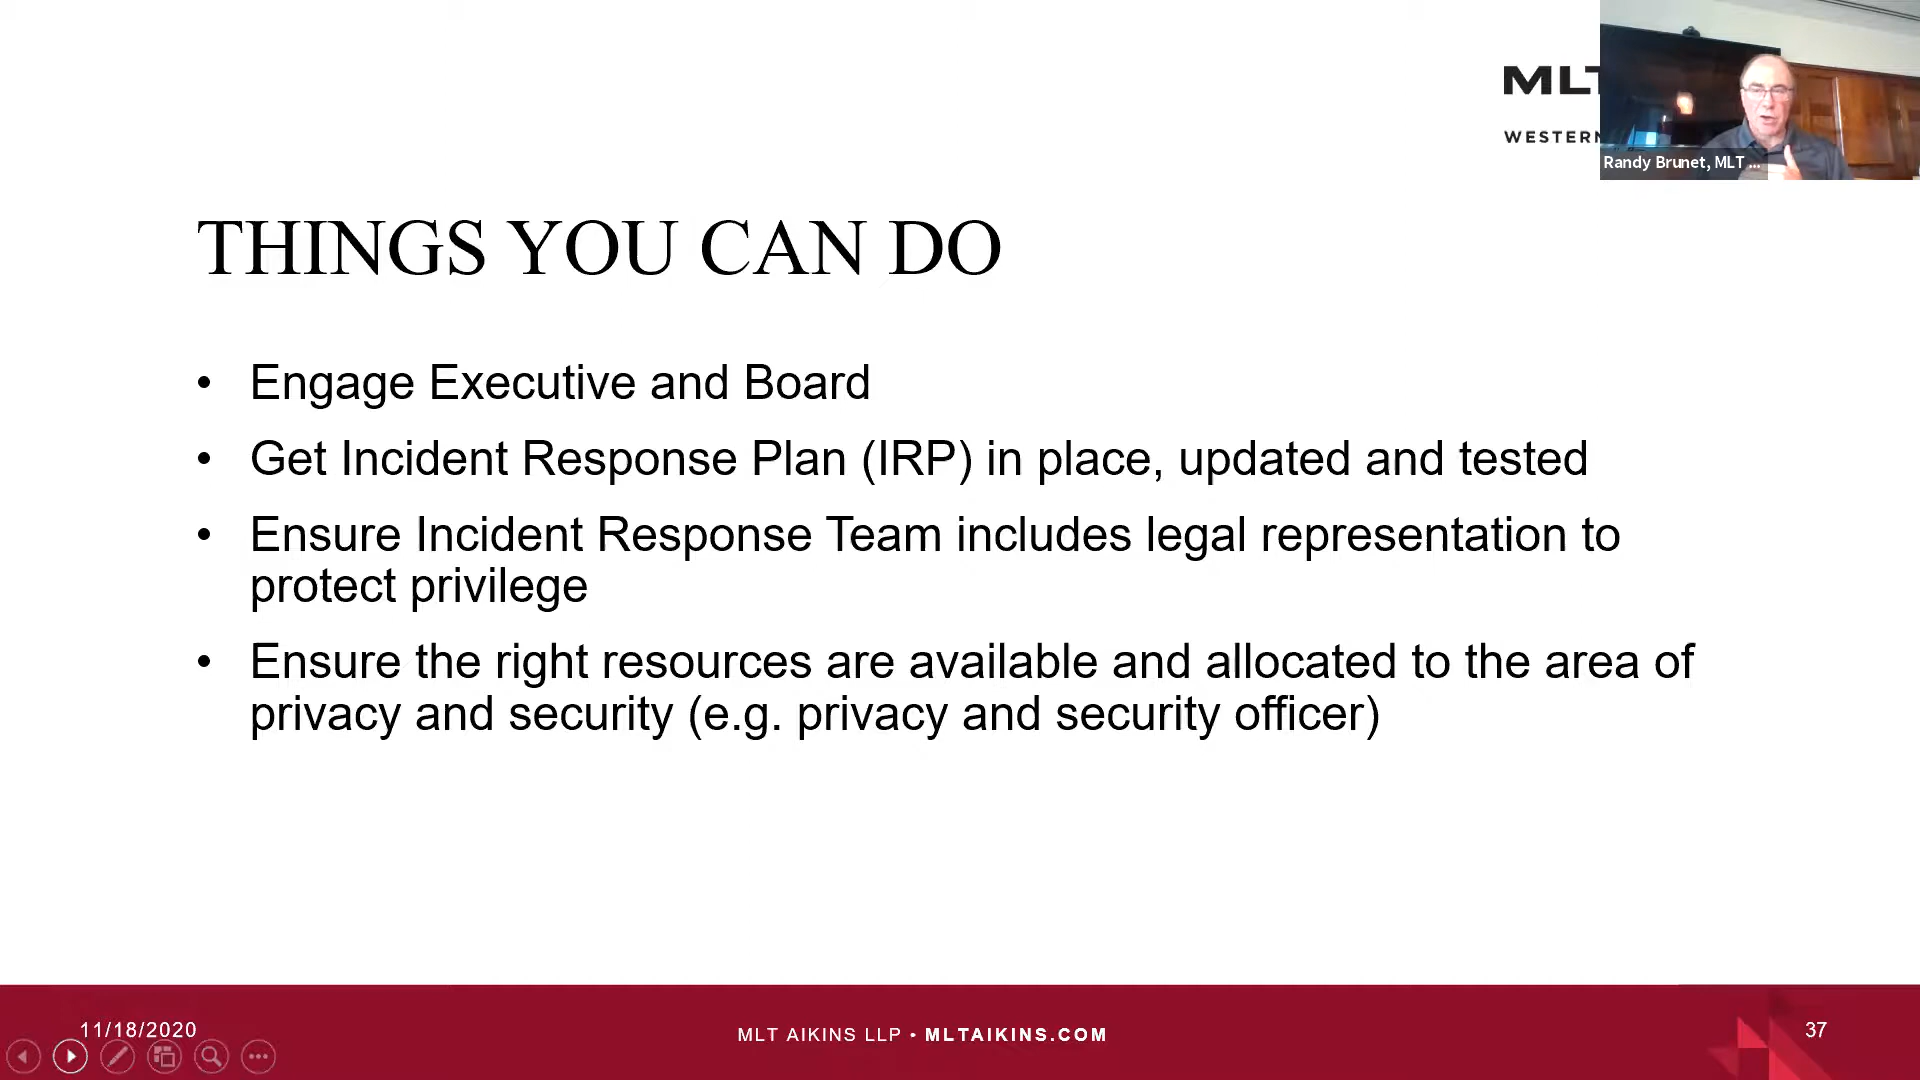 MLT
WESTERN
Randy Brunet, MLT ...
THINGS YOU CAN DO
• Engage Executive and Board
• Get Incident Response Plan (IRP) in place, updated and tested
• Ensure Incident Response Team includes legal representation to
protect privilege
• Ensure the right resources are available and allocated to the area of
privacy and security (e.g. privacy and security officer)
11/18/2020
MLT AIKINS LLP • MLTAIKINS.COM
37